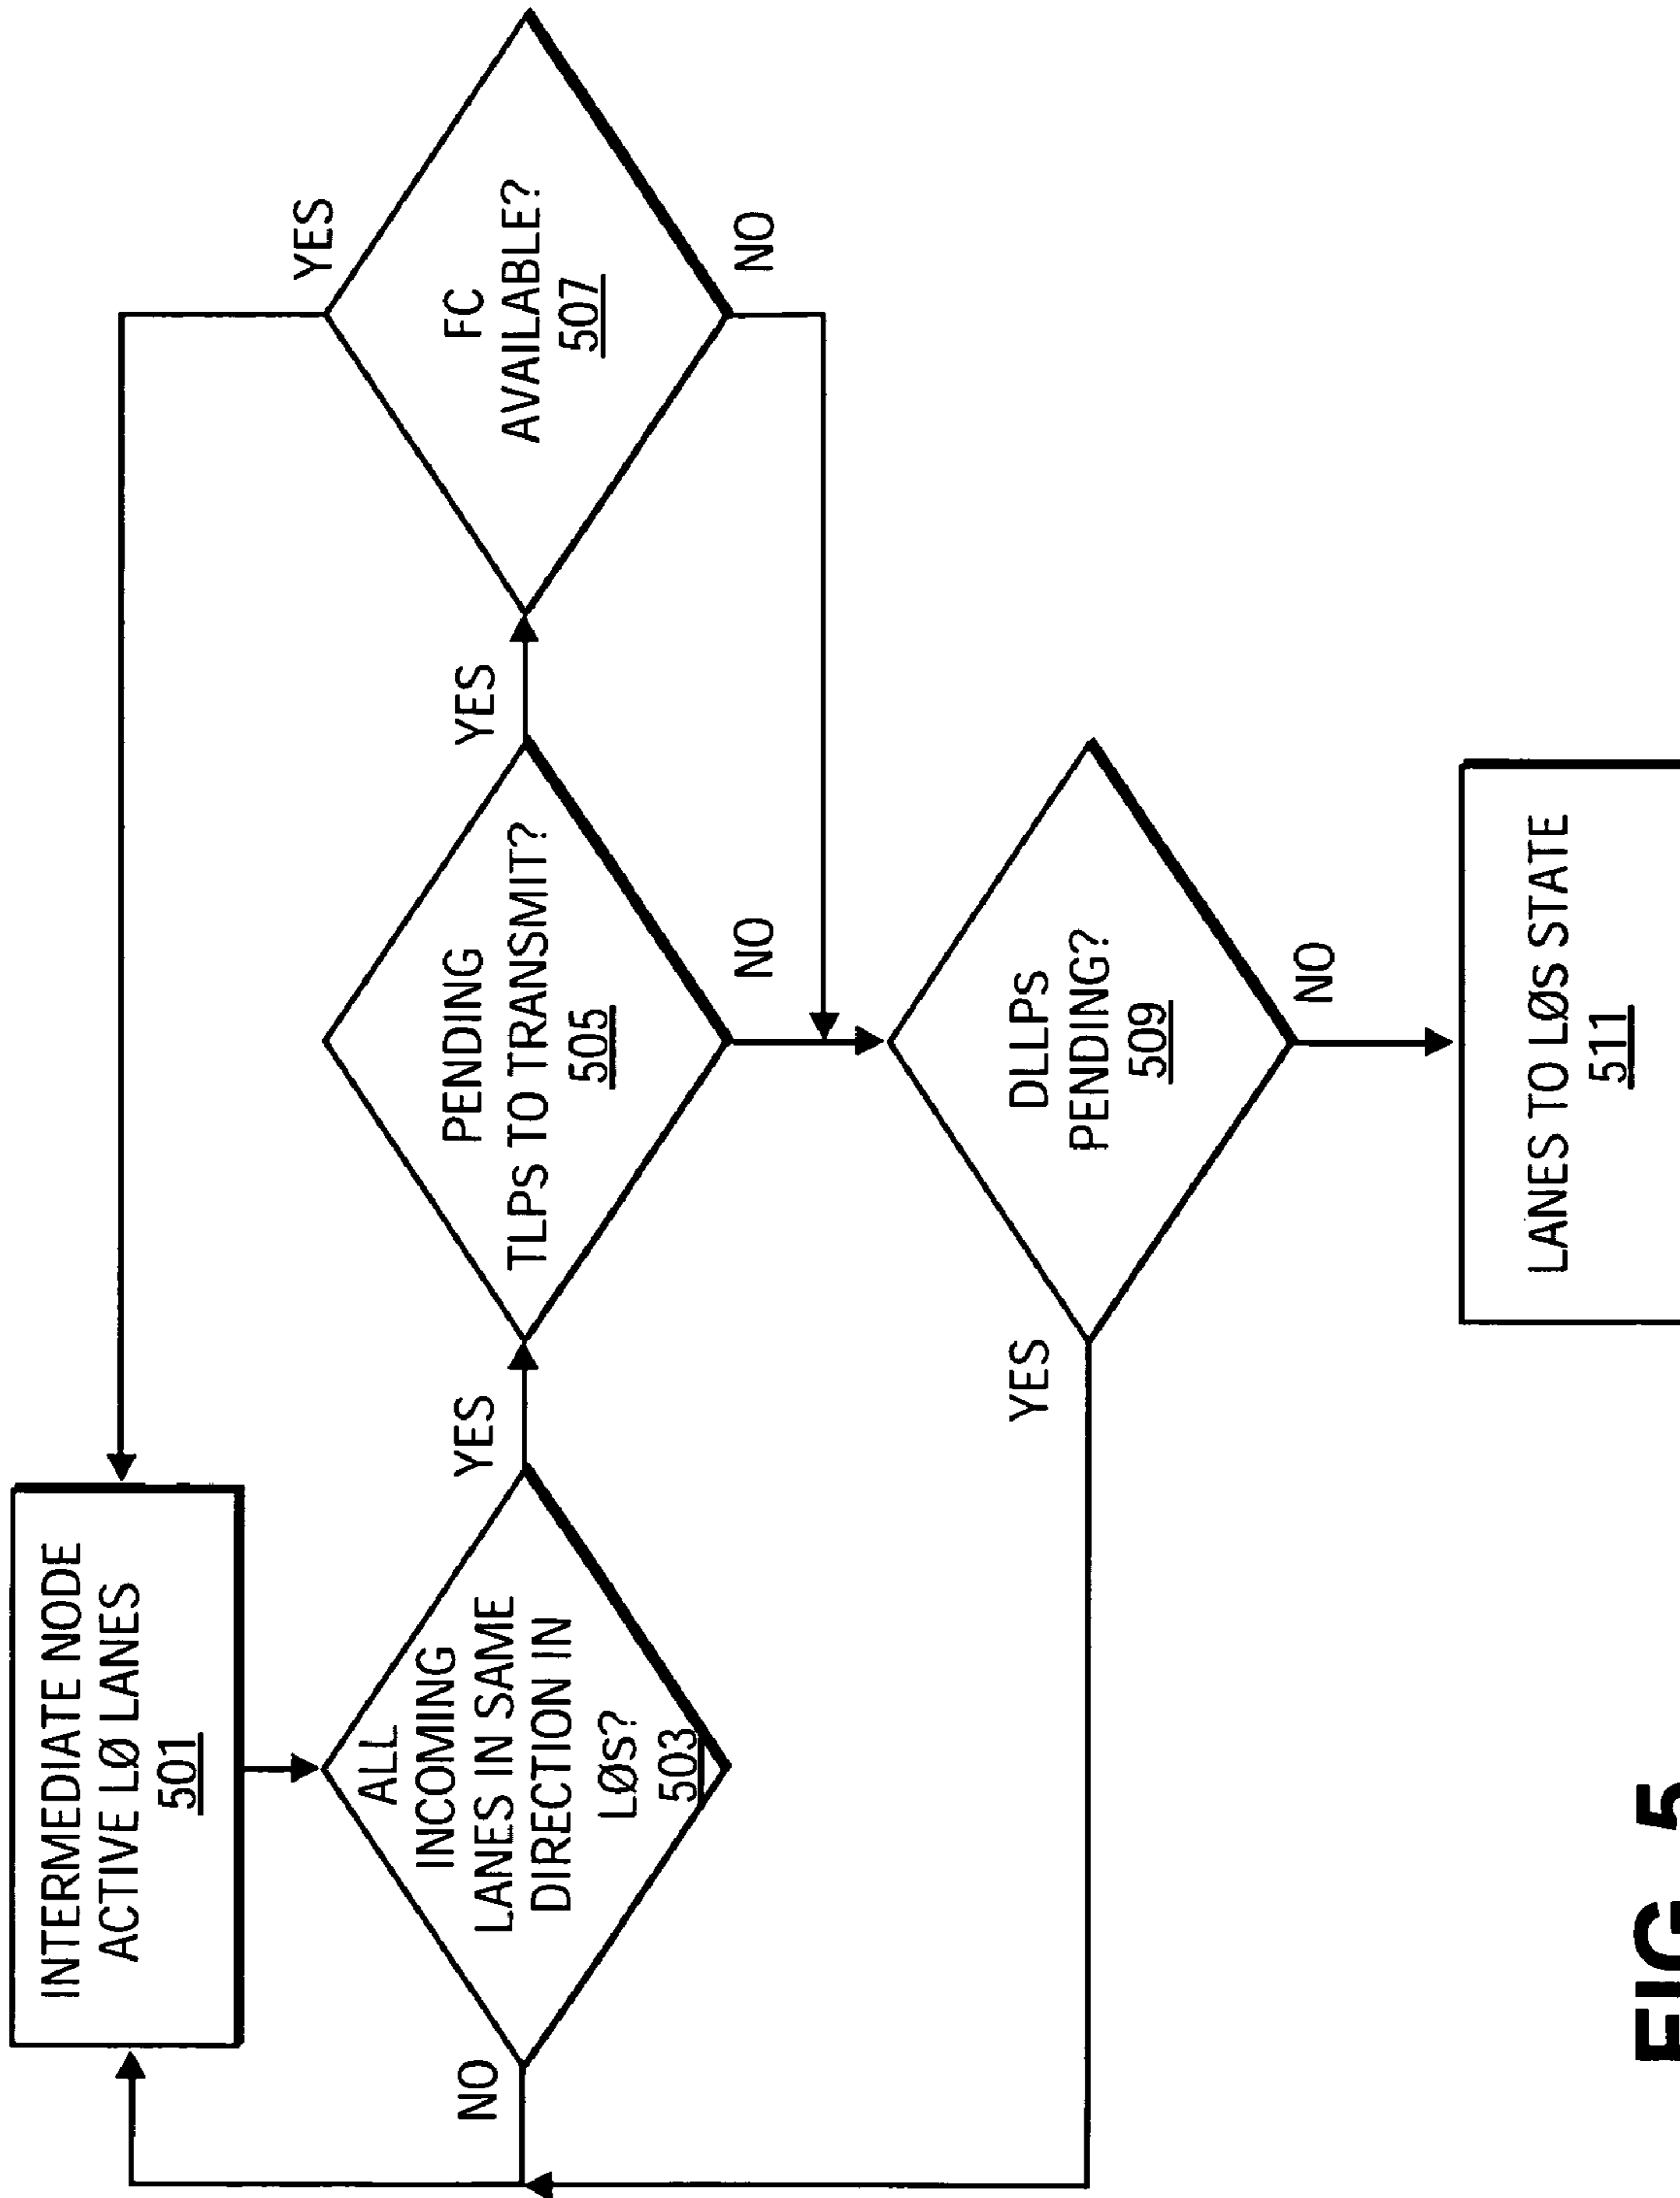 INTERMEDIATE NODE
ACTIVE LØ LANES
501
ALL
INCOMING
LANES IN SAME
DIRECTION IN
LØs?
503
NO
YES
PENDING
TLPS TO TRANSMIT?
505
YES
NO
FC
AVAILABLE?
507
YES
NO
DLLPS
PENDING?
509
YES
NO
LANES TO LØs STATE
511
FIG. 5